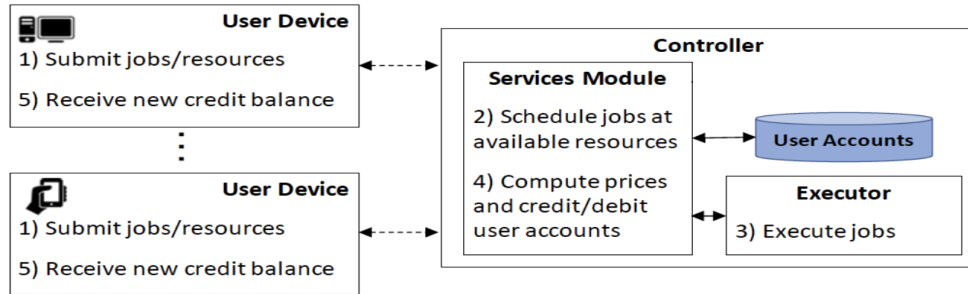 User Device
1) Submit jobs/resources
5) Receive new credit balance
User Device
1) Submit jobs/resources
5) Receive new credit balance
Controller
Services Module
2) Schedule jobs at
available resources
4) Compute prices
and credit/debit
user accounts
User Accounts
Executor
3) Execute jobs